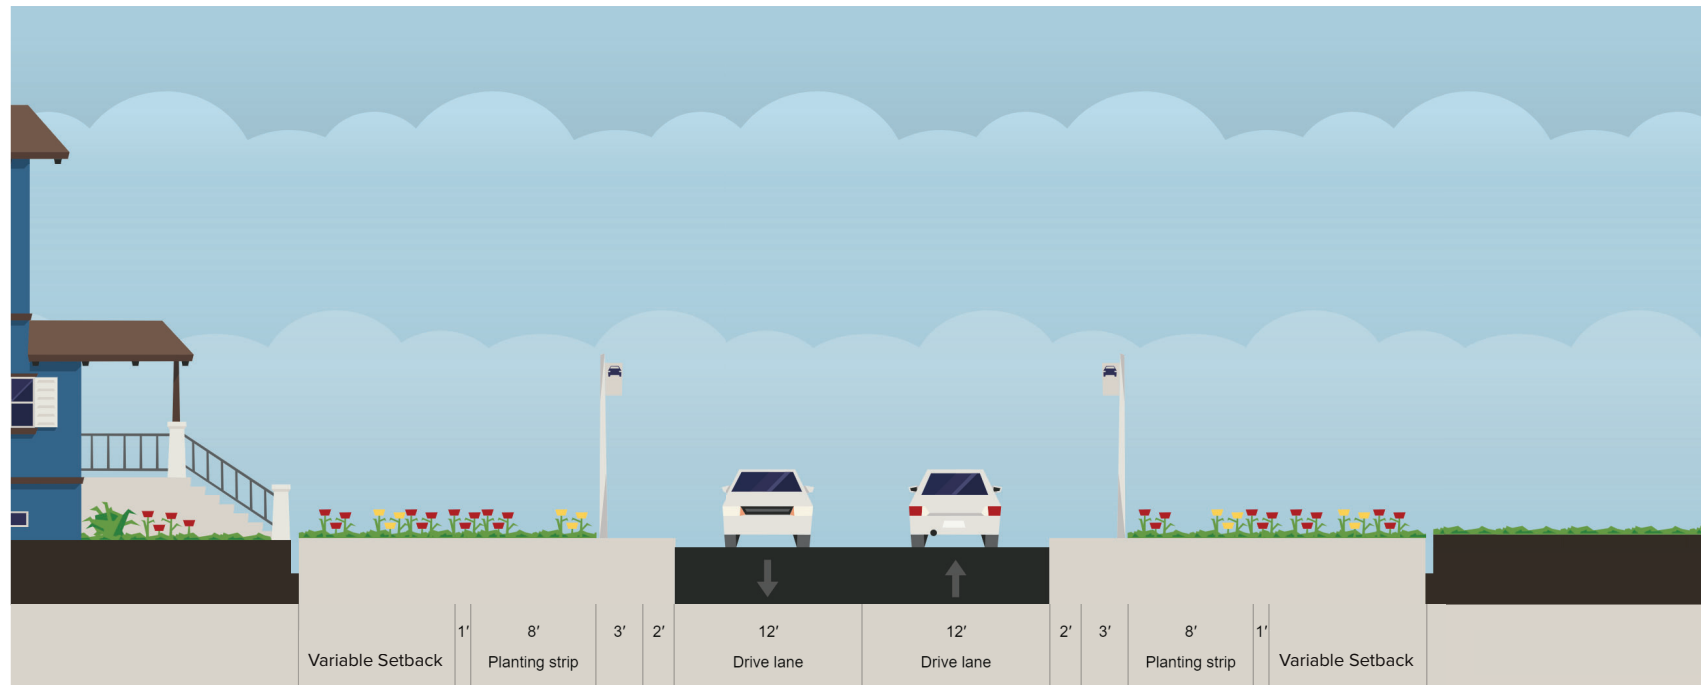 1′ 8′ 3′ 2′ 12′ 12′ 2′ 3′ 8′ 1′
Variable Setback Planting strip Drive lane Drive lane Planting strip Variable Setback